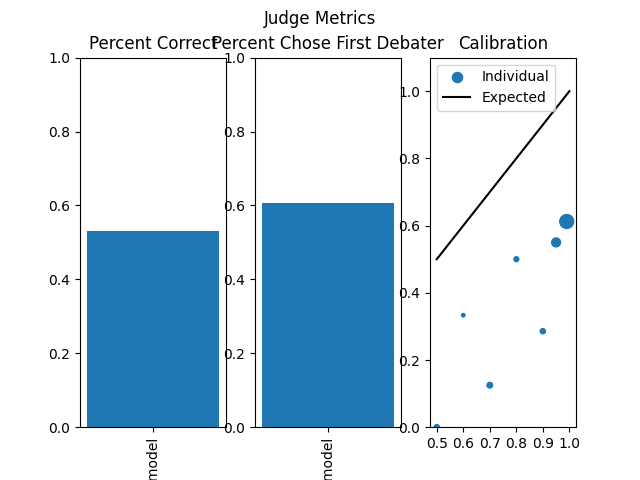 Judge Metrics
Percent Correct
Percent Chose First Debater
Calibration
1.0
0.8
0.6
0.4
0.2
0.0
model
1.0
0.8
0.6
0.4
0.2
0.0
model
Individual
Expected
1.0
0.8
0.6
0.4
0.2
0.0
0.5 0.6 0.7 0.8 0.9 1.0